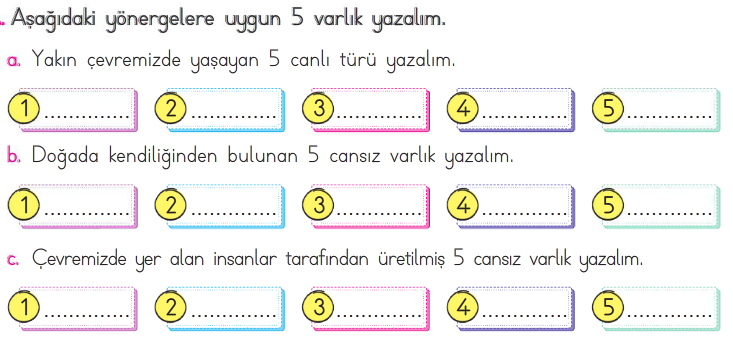 . Aşağıdaki yönergelere uygun 5 varlık yazalım.
a. Yakın çevremizde yaşayan 5 canlı türü yazalım.
1 ............ 2 ............ 3 ............ 4 ............ 5 ............
b. Doğada kendiliğinden bulunan 5 cansız varlık yazalım.
1 ............ 2 ............ 3 ............ 4 ............ 5 ............
c. Çevremizde yer alan insanlar tarafından üretilmiş 5 cansız varlık yazalım.
1 ............ 2 ............ 3 ............ 4 ............ 5 ............